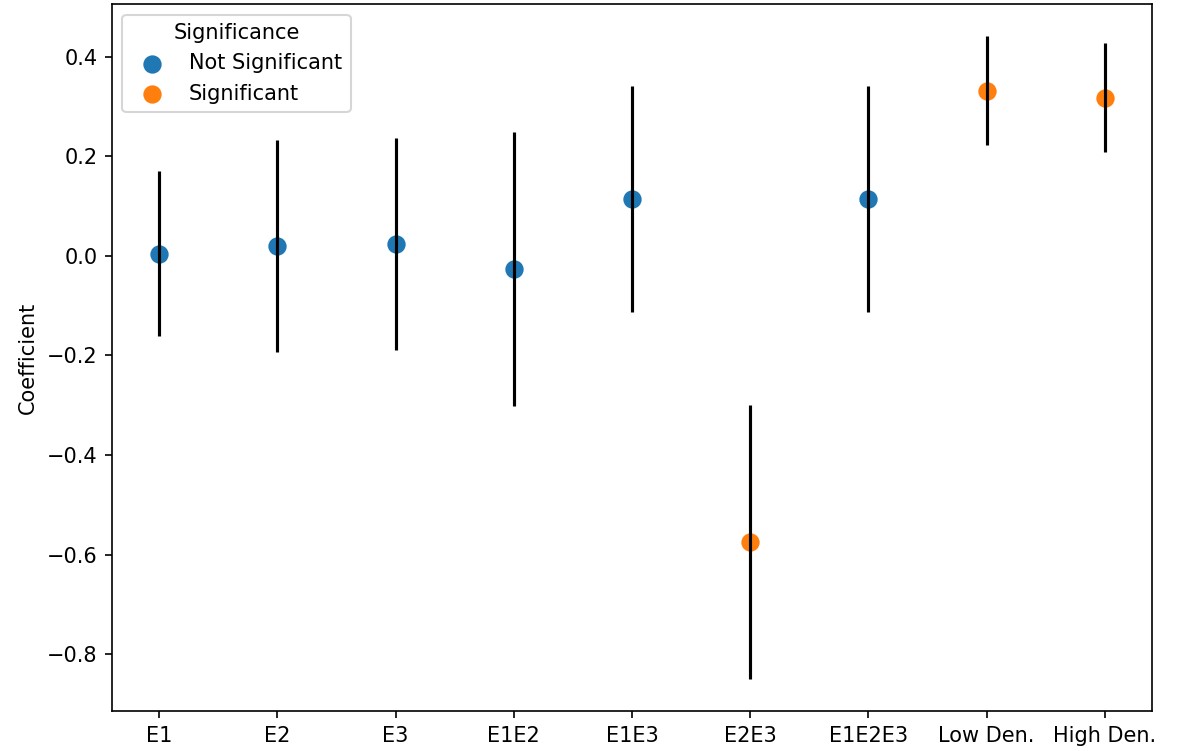 Significance
Not Significant
Significant
0.4
0.2
0.0
−0.2
−0.4
−0.6
−0.8
Coefficient
E1 E2 E3 E1E2 E1E3 E2E3 E1E2E3 Low Den. High Den.